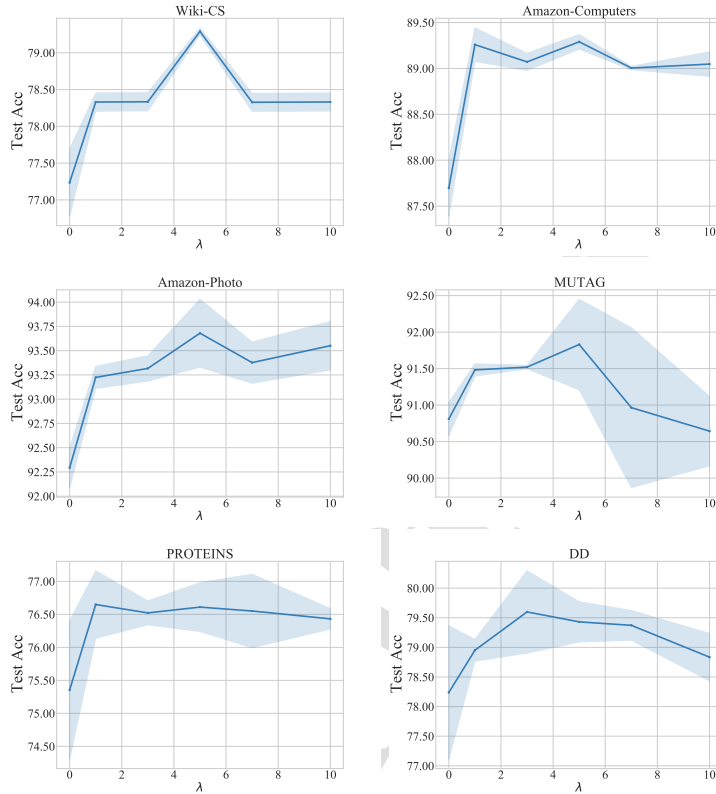 Wiki-CS
Test Acc
79.00
78.50
78.00
77.50
77.00
0 2 4 6 8 10
λ
Amazon-Computers
Test Acc
89.50
89.00
88.50
88.00
87.50
0 2 4 6 8 10
λ
Amazon-Photo
Test Acc
94.00
93.75
93.50
93.25
93.00
92.75
92.50
92.25
92.00
0 2 4 6 8 10
λ
MUTAG
Test Acc
92.50
92.00
91.50
91.00
90.50
90.00
0 2 4 6 8 10
λ
PROTEINS
Test Acc
77.00
76.50
76.00
75.50
75.00
74.50
0 2 4 6 8 10
λ
DD
Test Acc
80.00
79.50
79.00
78.50
78.00
77.50
77.00
0 2 4 6 8 10
λ